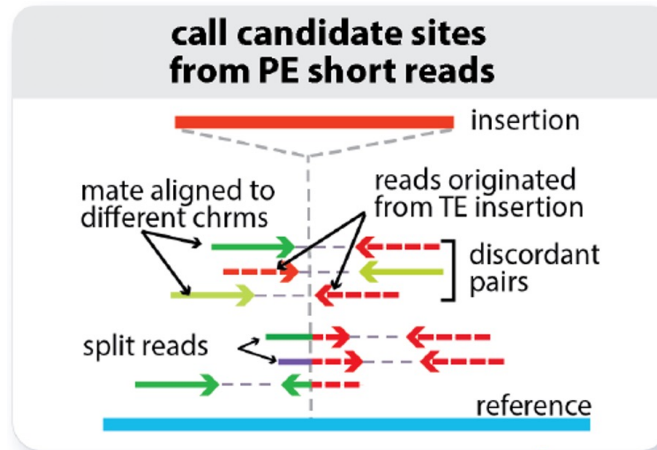 call candidate sites
from PE short reads
insertion
mate aligned to
different chrms
reads originated
from TE insertion
discordant
pairs
split reads
reference